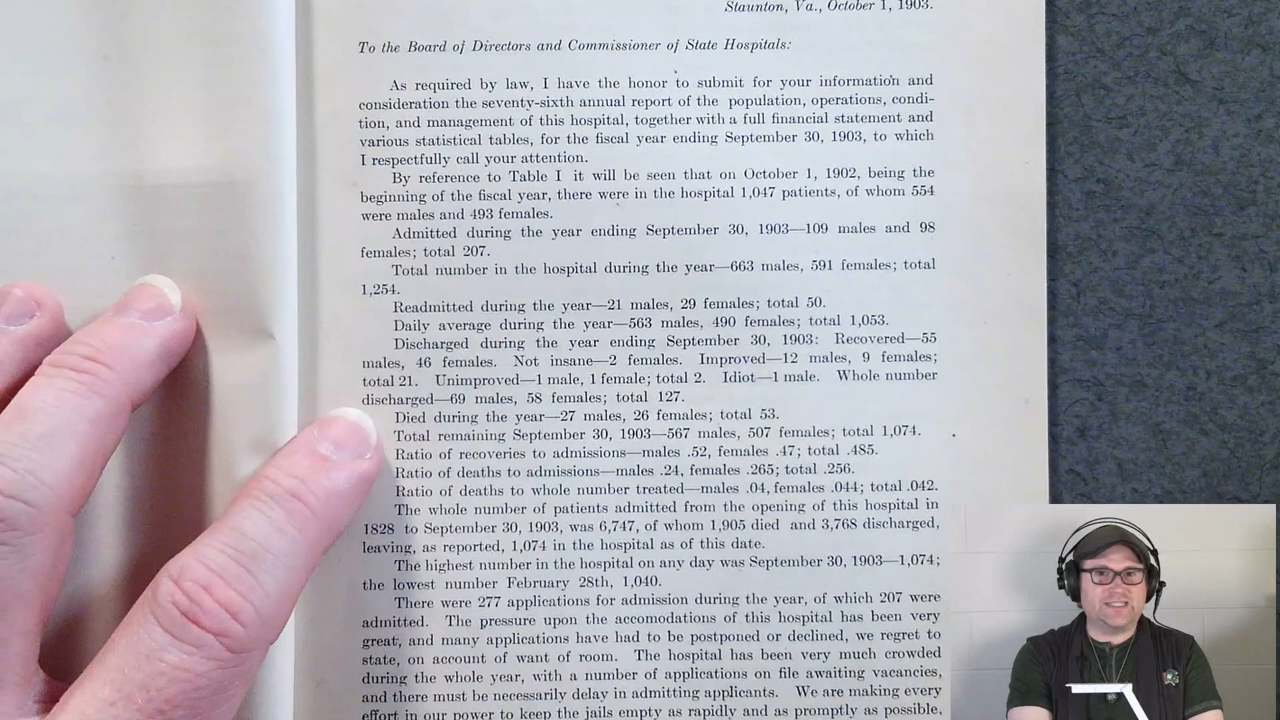 Staunton, Va., October 1, 1903.
To the Board of Directors and Commissioner of State Hospitals:
As required by law, I have the honor to submit for your information and
consideration the seventy-sixth annual report of the population, operations, condi-
tion, and management of this hospital, together with a full financial statement and
various statistical tables, for the fiscal year ending September 30, 1903, to which
I respectfully call your attention.
By reference to Table I it will be seen that on October 1, 1902, being the
beginning of the fiscal year, there were in the hospital 1,047 patients, of whom 554
were males and 493 females.
Admitted during the year ending September 30, 1903—109 males and 98
females; total 207.
Total number in the hospital during the year—663 males, 591 females; total
1,254.
Readmitted during the year—21 males, 29 females; total 50.
Daily average during the year—563 males, 490 females; total 1,053.
Discharged during the year ending September 30, 1903: Recovered—55
males, 46 females. Not insane—2 females. Improved—12 males, 9 females;
total 21. Unimproved—1 male, 1 female; total 2. Idiot—1 male. Whole number
discharged—69 males, 58 females; total 127.
Died during the year—27 males, 26 females; total 53.
Total remaining September 30, 1903—567 males, 507 females; total 1,074.
Ratio of recoveries to admissions—males .52, females .47; total .485.
Ratio of deaths to admissions—males .24, females .265; total .256.
Ratio of deaths to whole number treated—males .04, females .044; total .042.
The whole number of patients admitted from the opening of this hospital in
1828 to September 30, 1903, was 6,747, of whom 1,905 died and 3,768 discharged,
leaving, as reported, 1,074 in the hospital as of this date.
The highest number in the hospital on any day was September 30, 1903—1,074;
the lowest number February 28th, 1,040.
There were 277 applications for admission during the year, of which 207 were
admitted. The pressure upon the accomodations of this hospital has been very
great, and many applications have had to be postponed or declined, we regret to
state, on account of want of room. The hospital has been very much crowded
during the whole year, with a number of applications on file awaiting vacancies,
and there must be necessarily delay in admitting applicants. We are making every
effort in our power to keep the jails empty as rapidly and as promptly as possible,